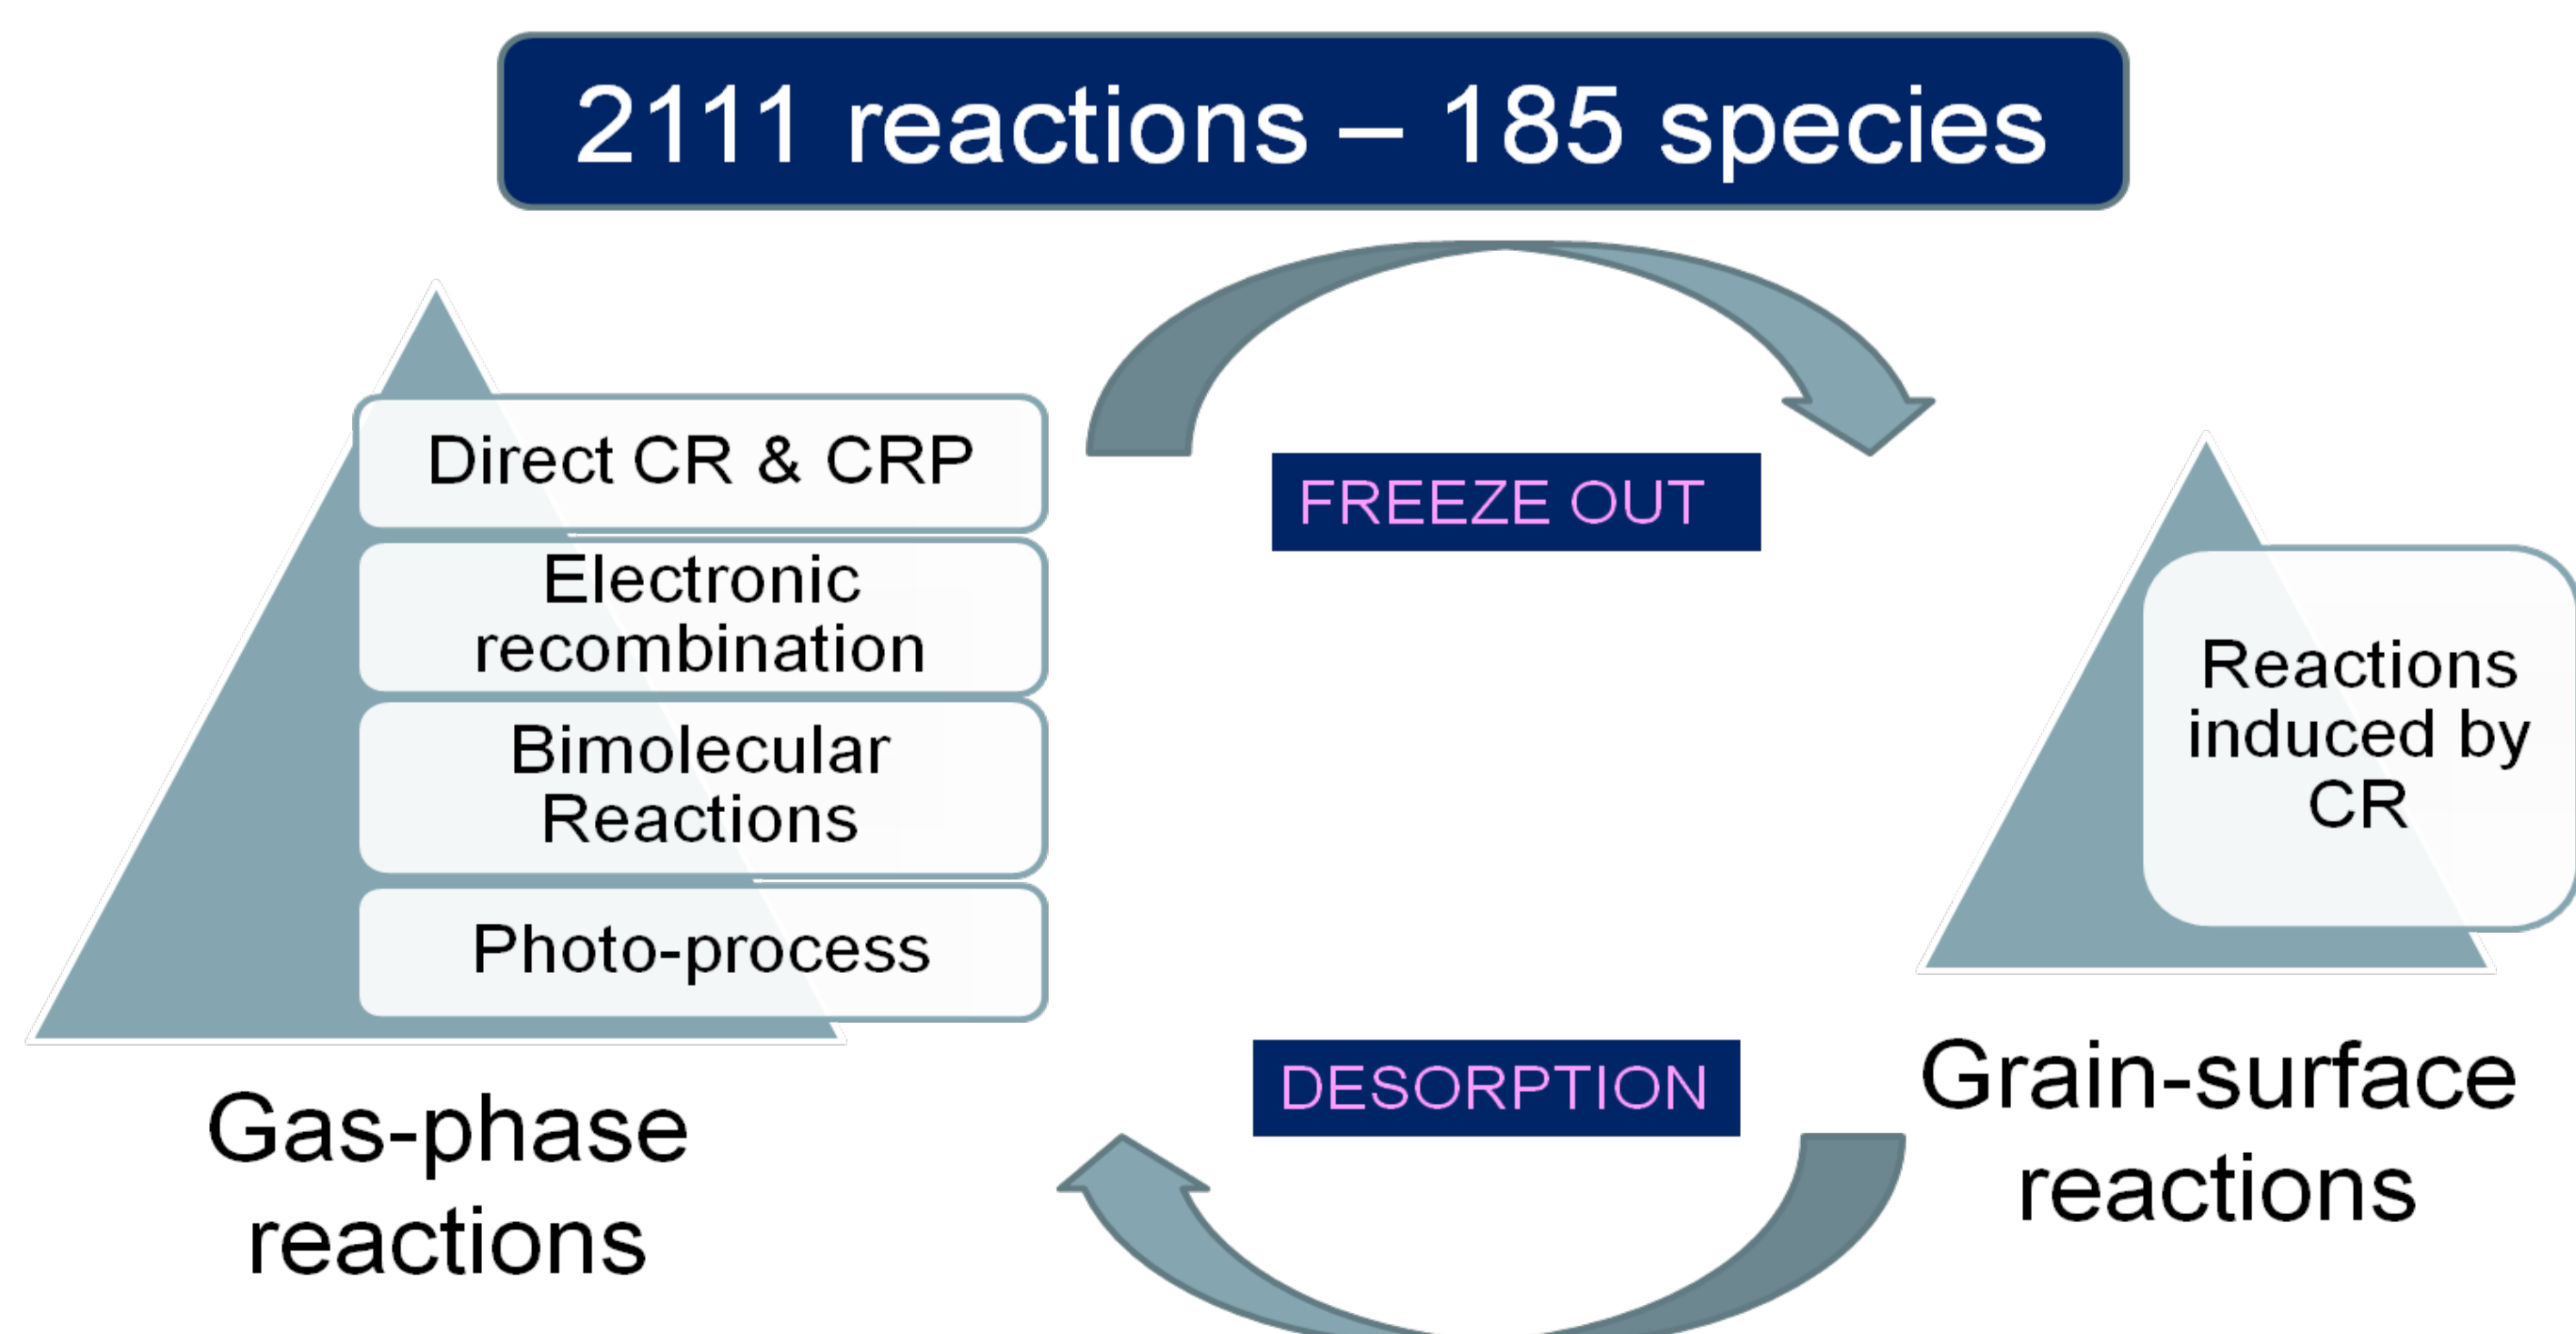 2111 reactions – 185 species
Direct CR & CRP
Electronic
recombination
Bimolecular
Reactions
Photo-process
Gas-phase
reactions
FREEZE OUT
DESORPTION
Reactions
induced by
CR
Grain-surface
reactions